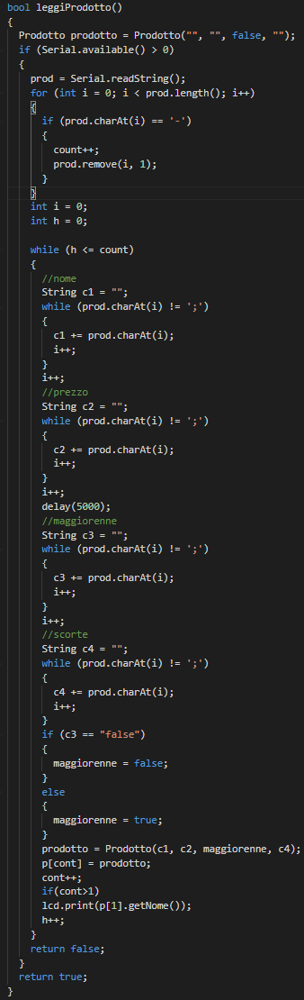 bool leggiProdotto()
{
  Prodotto prodotto = Prodotto("", "", false, "");
  if (Serial.available() > 0)
  {
    prod = Serial.readString();
    for (int i = 0; i < prod.length(); i++)
    {
      if (prod.charAt(i) == '-')
      {
        count++;
        prod.remove(i, 1);
      }
    }
    int i = 0;
    int h = 0;

    while (h <= count)
    {
      //nome
      String c1 = "";
      while (prod.charAt(i) != ';')
      {
        c1 += prod.charAt(i);
        i++;
      }
      i++;
      //prezzo
      String c2 = "";
      while (prod.charAt(i) != ';')
      {
        c2 += prod.charAt(i);
        i++;
      }
      i++;
      delay(5000);
      //maggiorenne
      String c3 = "";
      while (prod.charAt(i) != ';')
      {
        c3 += prod.charAt(i);
        i++;
      }
      i++;
      //scorte
      String c4 = "";
      while (prod.charAt(i) != ';')
      {
        c4 += prod.charAt(i);
        i++;
      }
      if (c3 == "false")
      {
        maggiorenne = false;
      }
      else
      {
        maggiorenne = true;
      }
      prodotto = Prodotto(c1, c2, maggiorenne, c4);
      p[cont] = prodotto;
      cont++;
      if(cont>1)
      lcd.print(p[1].getNome());
      h++;
    }
    return false;
  }
  return true;
}